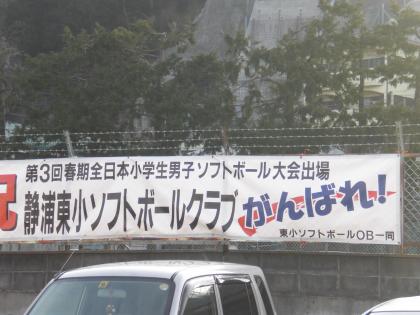 記
第3回春期全日本小学生男子ソフトボール大会出場
静浦東小ソフトボールクラブ がんばれ!
東小ソフトボールOB一同